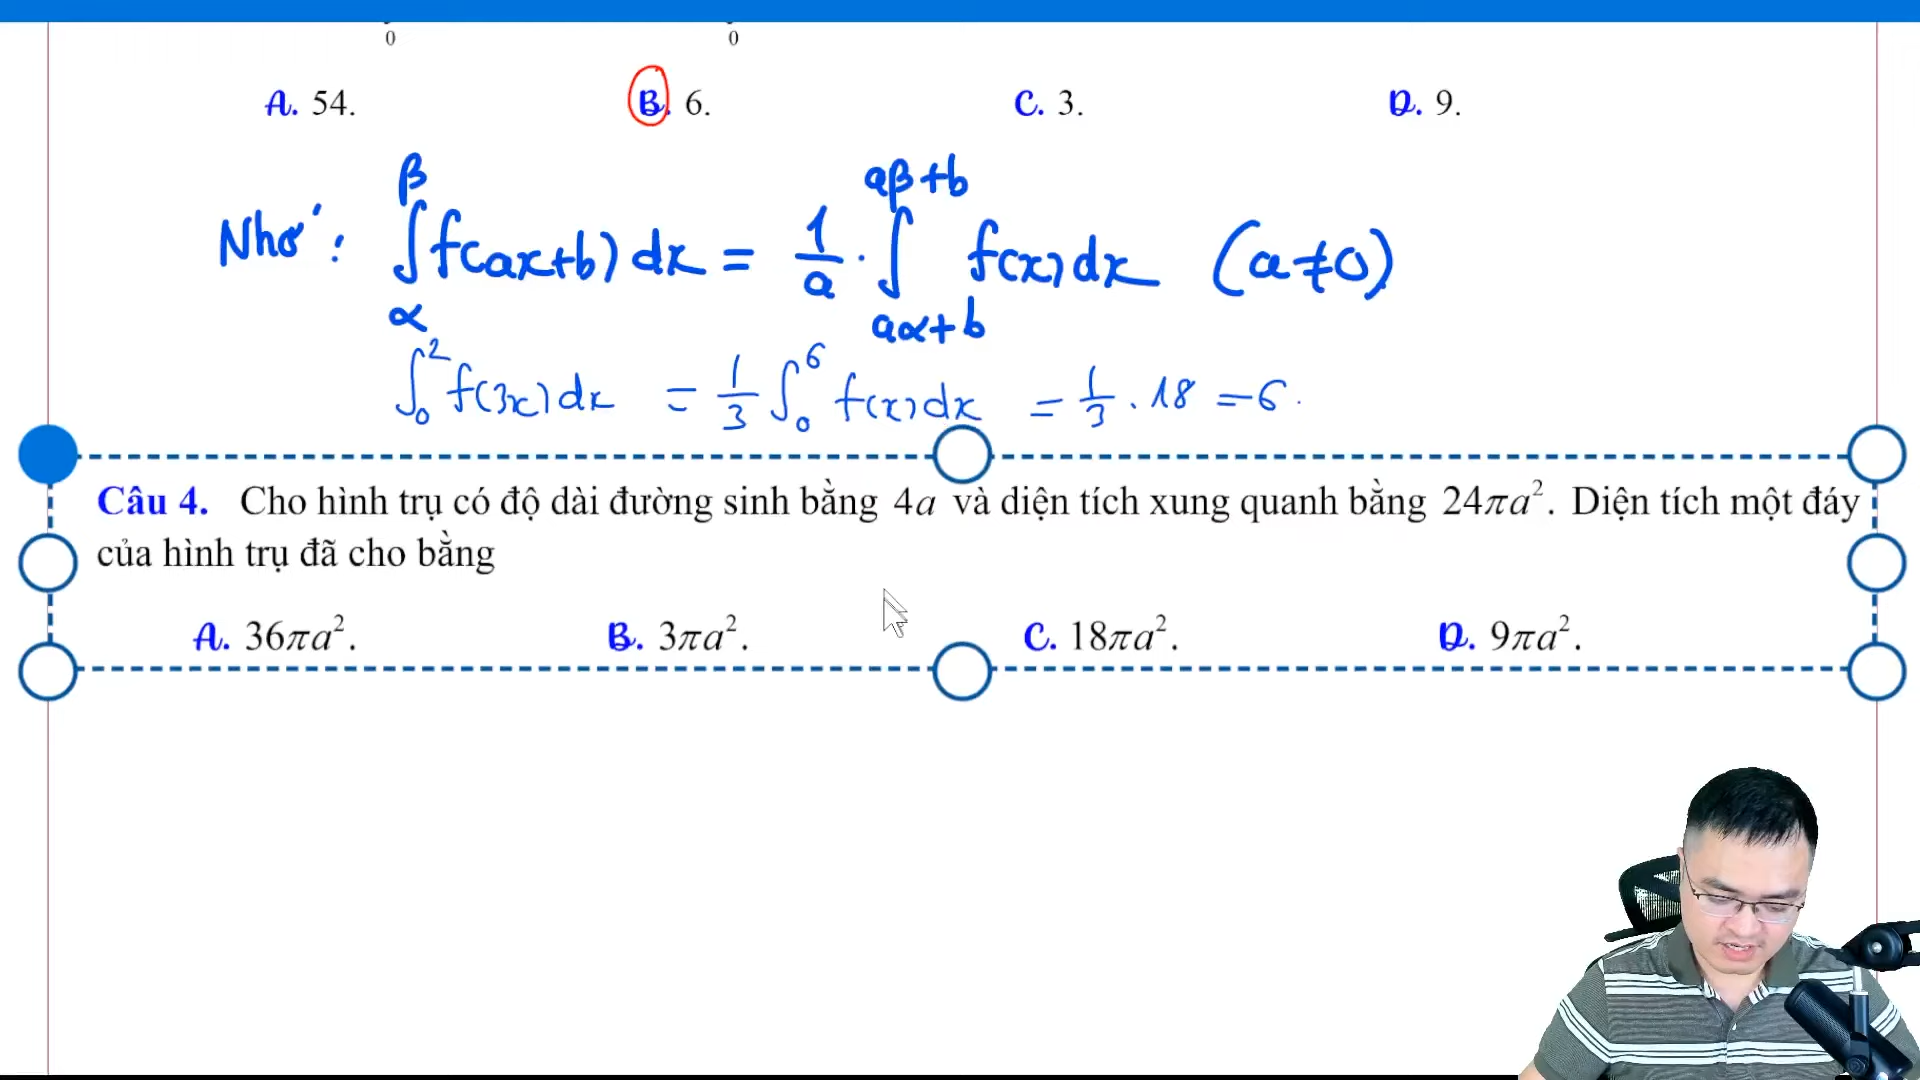 0 0
A. 54. B. 6. C. 3. D. 9.
Nhớ: ∫_α^β f(ax+b) dx = 1/a · ∫_{aα+b}^{aβ+b} f(x) dx (a≠0)
∫_0^2 f(3x) dx = 1/3 ∫_0^6 f(x) dx = 1/3 . 18 = 6.
Câu 4. Cho hình trụ có độ dài đường sinh bằng 4a và diện tích xung quanh bằng 24πa². Diện tích một đáy
của hình trụ đã cho bằng
A. 36πa². B. 3πa². C. 18πa². D. 9πa².